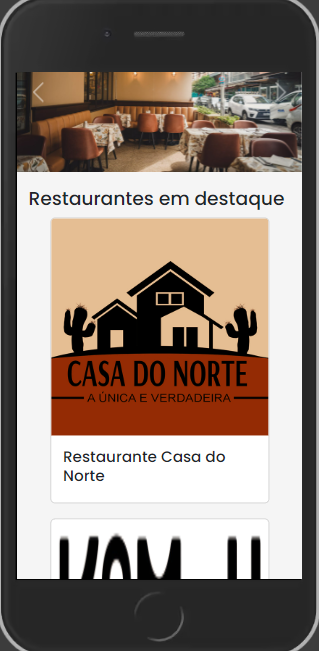 Restaurantes em destaque
CASA DO NORTE
A ÚNICA E VERDADEIRA
Restaurante Casa do
Norte